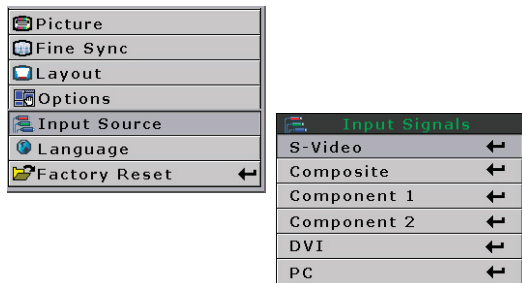 Picture
Fine Sync
Layout
Options
Input Source
Language
Factory Reset
Input Signals
S-Video
Composite
Component 1
Component 2
DVI
PC